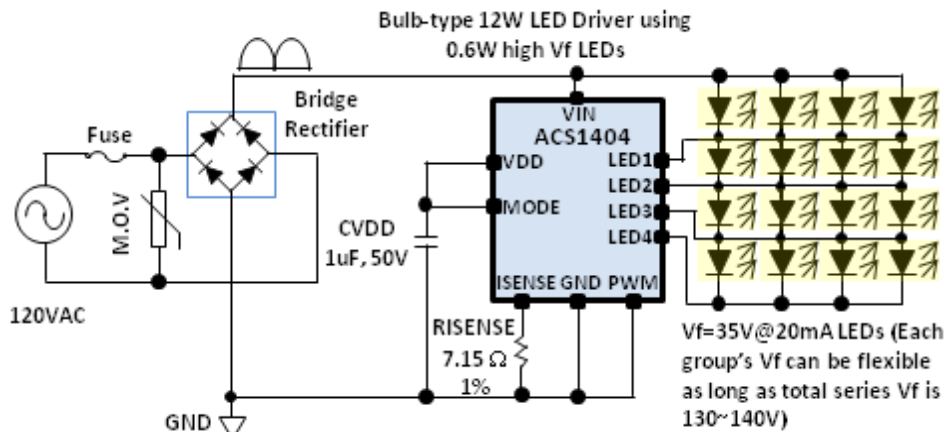 Bulb-type 12W LED Driver using
0.6W high Vf LEDs
Bridge
Rectifier
Fuse
M.O.V
120VAC
VIN
ACS1404
VDD
MODE
LED1
LED2
LED3
LED4
ISENSE GND PWM
CVDD
1uF, 50V
RISENSE
7.15 Ω
1%
GND
Vf=35V@20mA LEDs (Each
group's Vf can be flexible
as long as total series Vf is
130~140V)